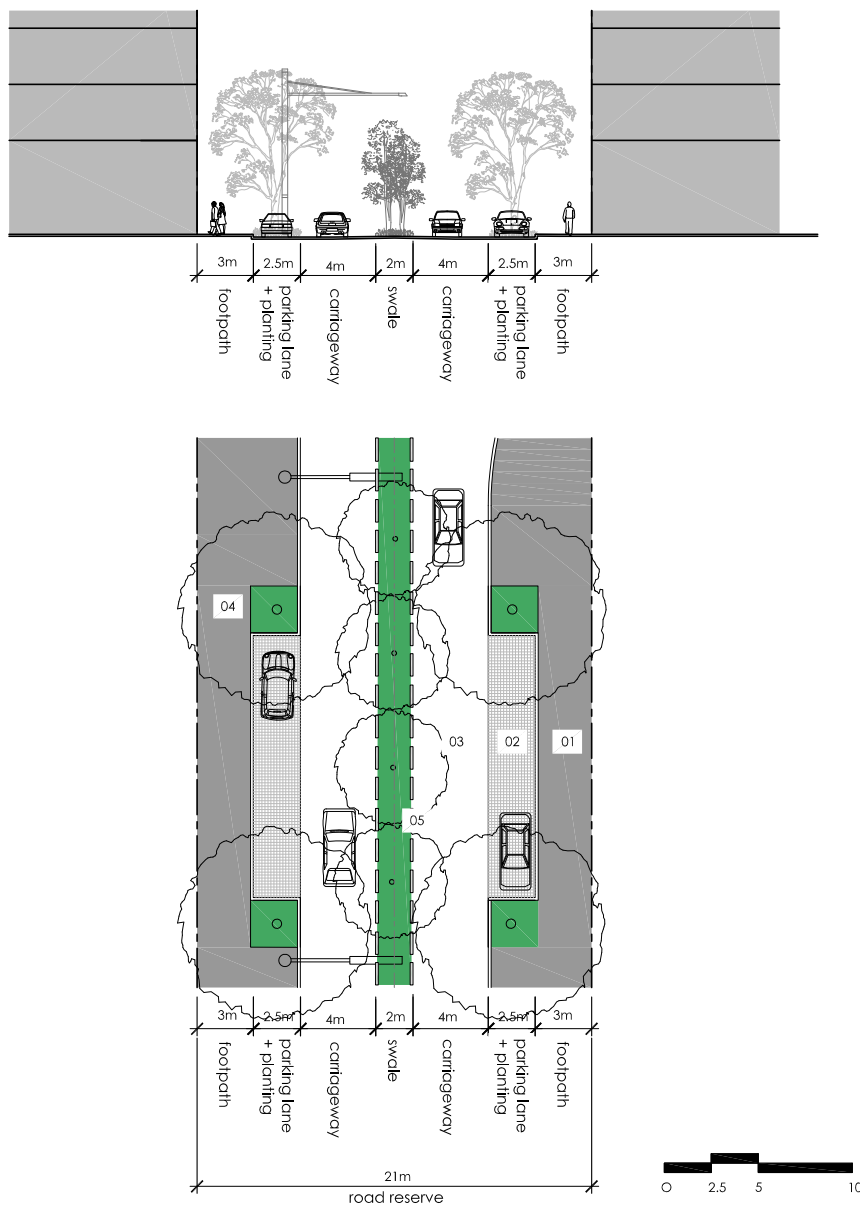 3m 2.5m 4m 2m 4m 2.5m 3m
footpath
parking lane
+ planting
carriageway
swale
carriageway
parking lane
+ planting
footpath
04
03 02 01
05
3m 2.5m 4m 2m 4m 2.5m 3m
footpath
parking lane
+ planting
carriageway
swale
carriageway
parking lane
+ planting
footpath
21m
road reserve
O 2.5 5 10